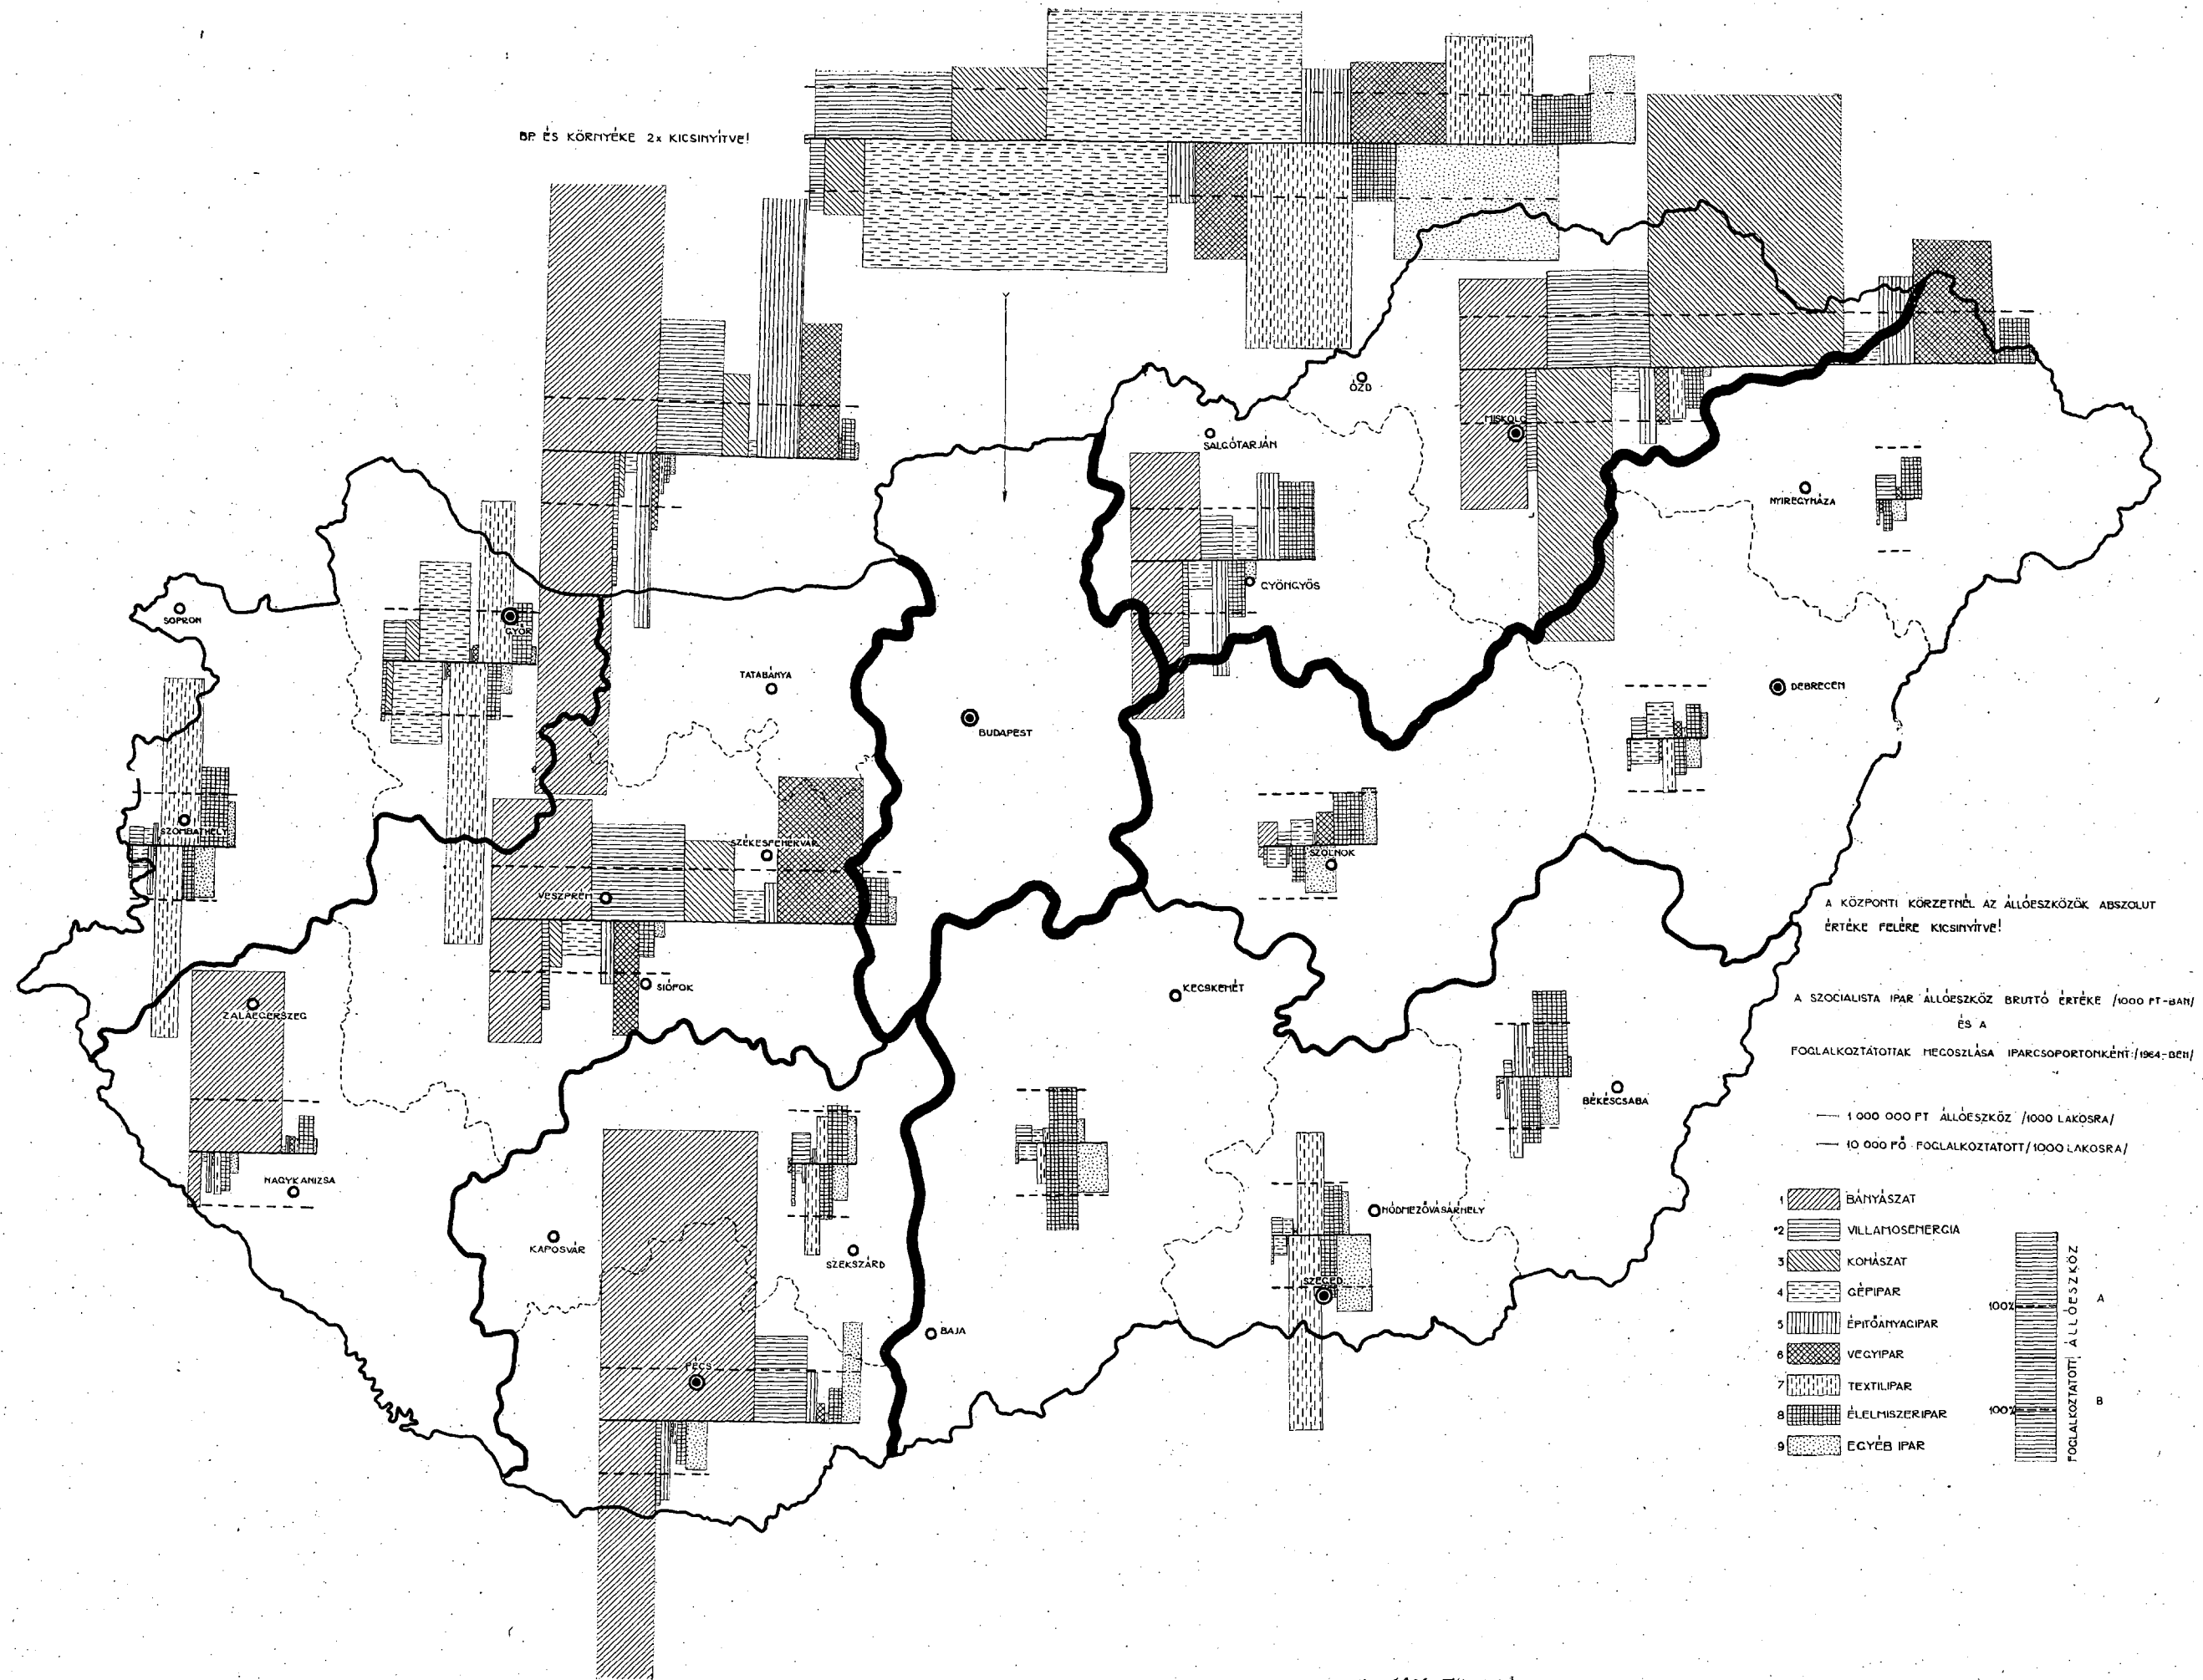 BP. ÉS KÖRNYÉKE 2x KICSINYÍTVE!
ÓZD
MISKOLC
SALGÓTARJÁN
NYIREGYHÁZA
GYÖNGYÖS
SOPRON
GYŐR
TATABÁNYA
BUDAPEST
DEBRECEN
SZOMBATHELY
SZÉKESFEHÉRVÁR
SZOLNOK
VESZPRÉM
SIÓFOK
KECSKEMÉT
ZALAEGERSZEG
NAGYKANIZSA
BÉKÉSCSABA
HÓDMEZŐVÁSÁRHELY
KAPOSVÁR
SZEKSZÁRD
SZEGED
BAJA
PÉCS
A KÖZPONTI KÖRZETNÉL AZ ÁLLÓESZKÖZÖK ABSZOLUT
ÉRTÉKE FELÉRE KICSINYÍTVE!
A SZOCIALISTA IPAR ÁLLÓESZKÖZ BRUTTÓ ÉRTÉKE /1000 FT-BAN/
ÉS A
FOGLALKOZTATOTTAK MEGOSZLÁSA IPARCSOPORTONKÉNT:/1964-BEN/
1 000 000 FT ÁLLÓESZKÖZ /1000 LAKOSRA/
10 000 FŐ FOGLALKOZTATOTT/1000 LAKOSRA/
1 BÁNYÁSZAT
2 VILLAMOSENERGIA
3 KOHÁSZAT
4 GÉPIPAR
5 ÉPITŐANYAGIPAR
6 VEGYIPAR
7 TEXTILIPAR
8 ÉLELMISZERIPAR
9 EGYÉB IPAR
100%
100%
A
B
FOGLALKOZTATOTT ÁLLÓESZKÖZ